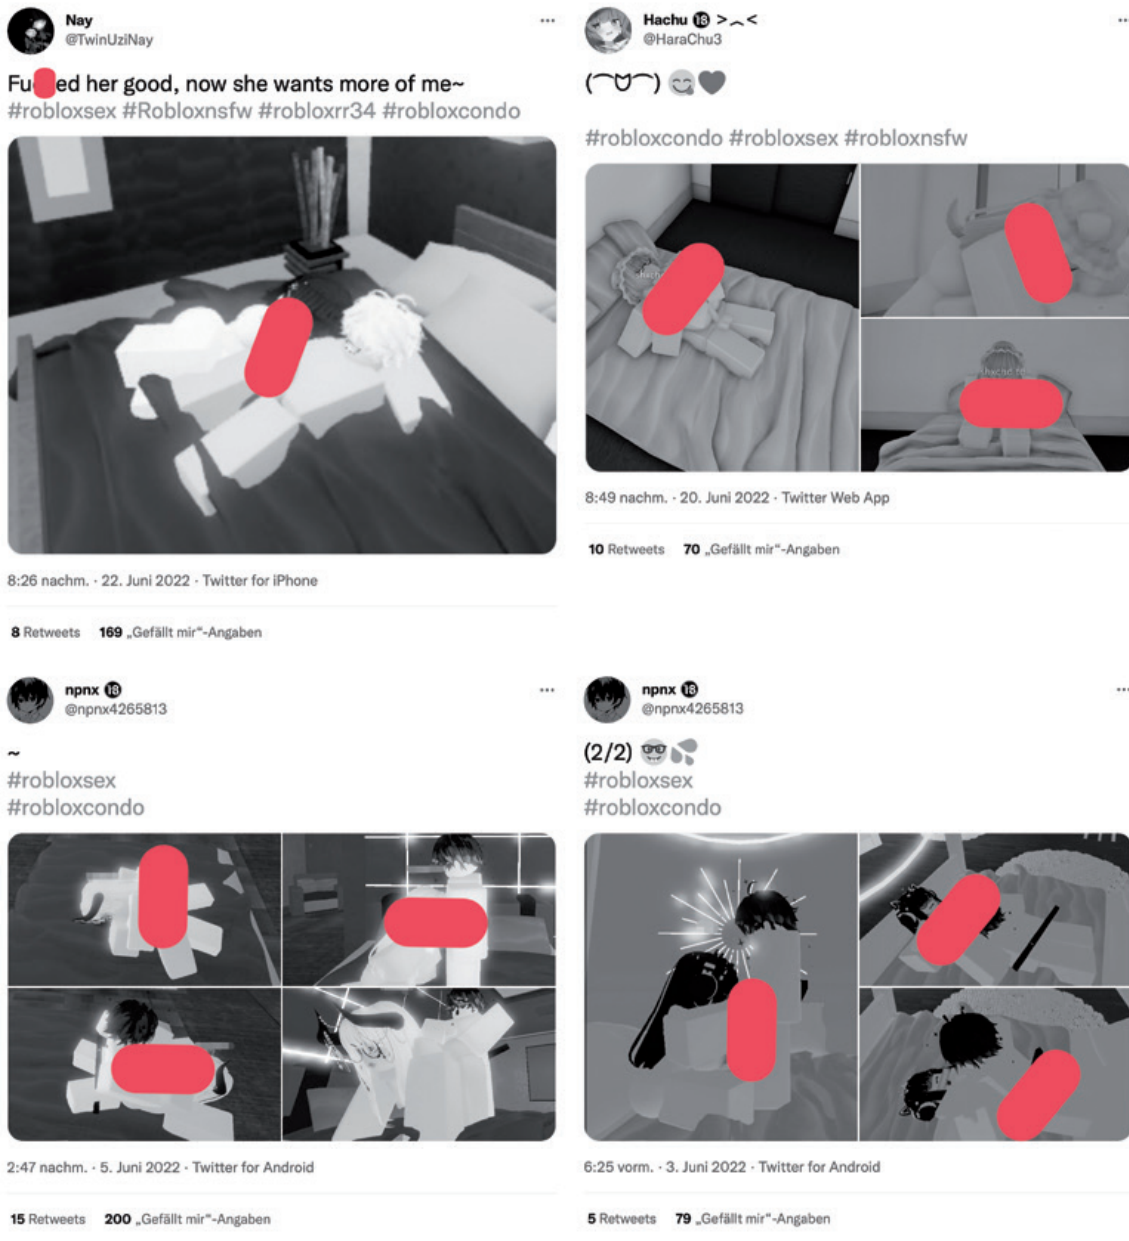 Nay
@TwinUziNay
Fu ed her good, now she wants more of me~
#robloxsex #Robloxnsfw #robloxrr34 #robloxcondo
8:26 nachm. · 22. Juni 2022 · Twitter for iPhone
8 Retweets 169 „Gefällt mir“-Angaben
Hachu 🔞 >︿<
@HaraChu3
(⁀ᗢ⁀) 😋🖤
#robloxcondo #robloxsex #robloxnsfw
8:49 nachm. · 20. Juni 2022 · Twitter Web App
10 Retweets 70 „Gefällt mir“-Angaben
npnx 🔞
@npnx4265813
~
#robloxsex
#robloxcondo
2:47 nachm. · 5. Juni 2022 · Twitter for Android
15 Retweets 200 „Gefällt mir“-Angaben
npnx 🔞
@npnx4265813
(2/2) 🤓💦
#robloxsex
#robloxcondo
6:25 vorm. · 3. Juni 2022 · Twitter for Android
5 Retweets 79 „Gefällt mir“-Angaben